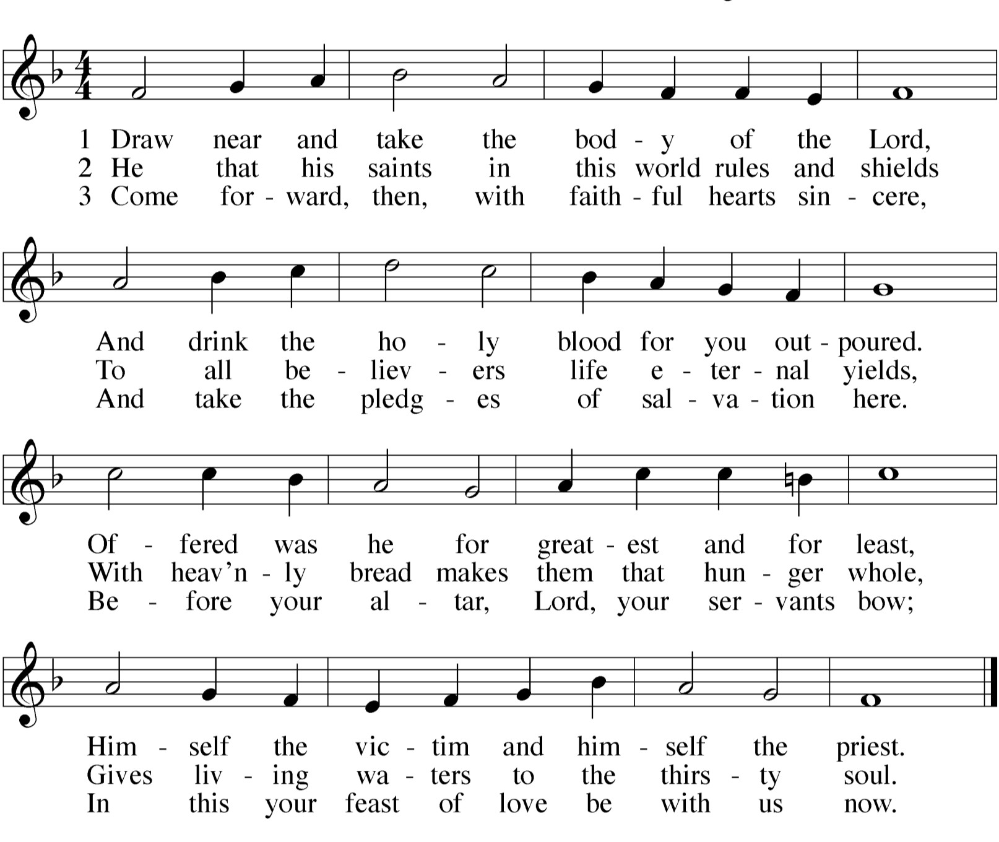 1 Draw near and take the bod - y of the Lord,
2 He that his saints in this world rules and shields
3 Come for - ward, then, with faith - ful hearts sin - cere,
And drink the ho - ly blood for you out - poured.
To all be - liev - ers life e - ter - nal yields,
And take the pledg - es of sal - va - tion here.
Of - fered was he for great - est and for least,
With heav'n - ly bread makes them that hun - ger whole,
Be - fore your al - tar, Lord, your ser - vants bow;
Him - self the vic - tim and him - self the priest.
Gives liv - ing wa - ters to the thirs - ty soul.
In this your feast of love be with us now.